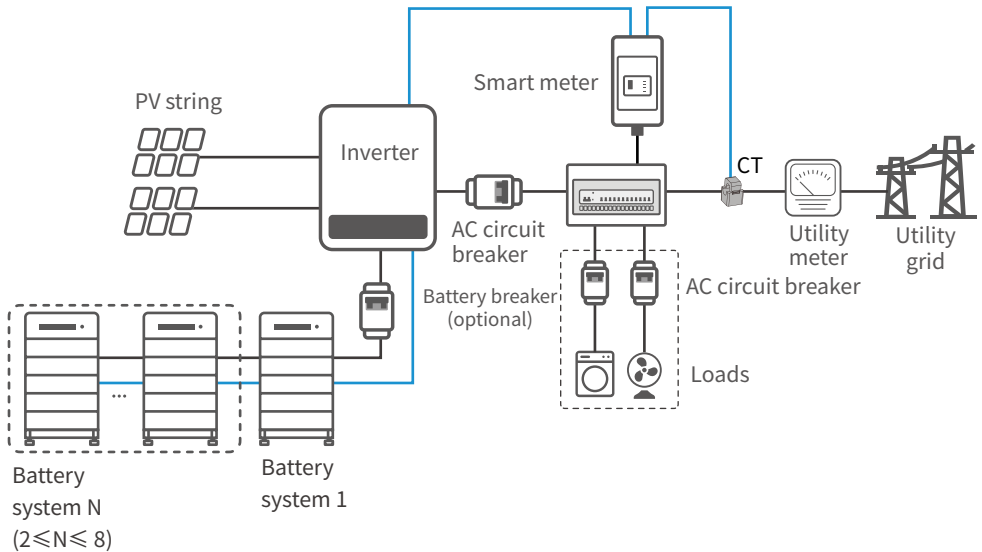 Smart meter
PV string
Inverter
CT
AC circuit
breaker
Utility
meter
Utility
grid
Battery breaker
(optional)
AC circuit breaker
Loads
Battery
system N
(2≤N≤ 8)
Battery
system 1